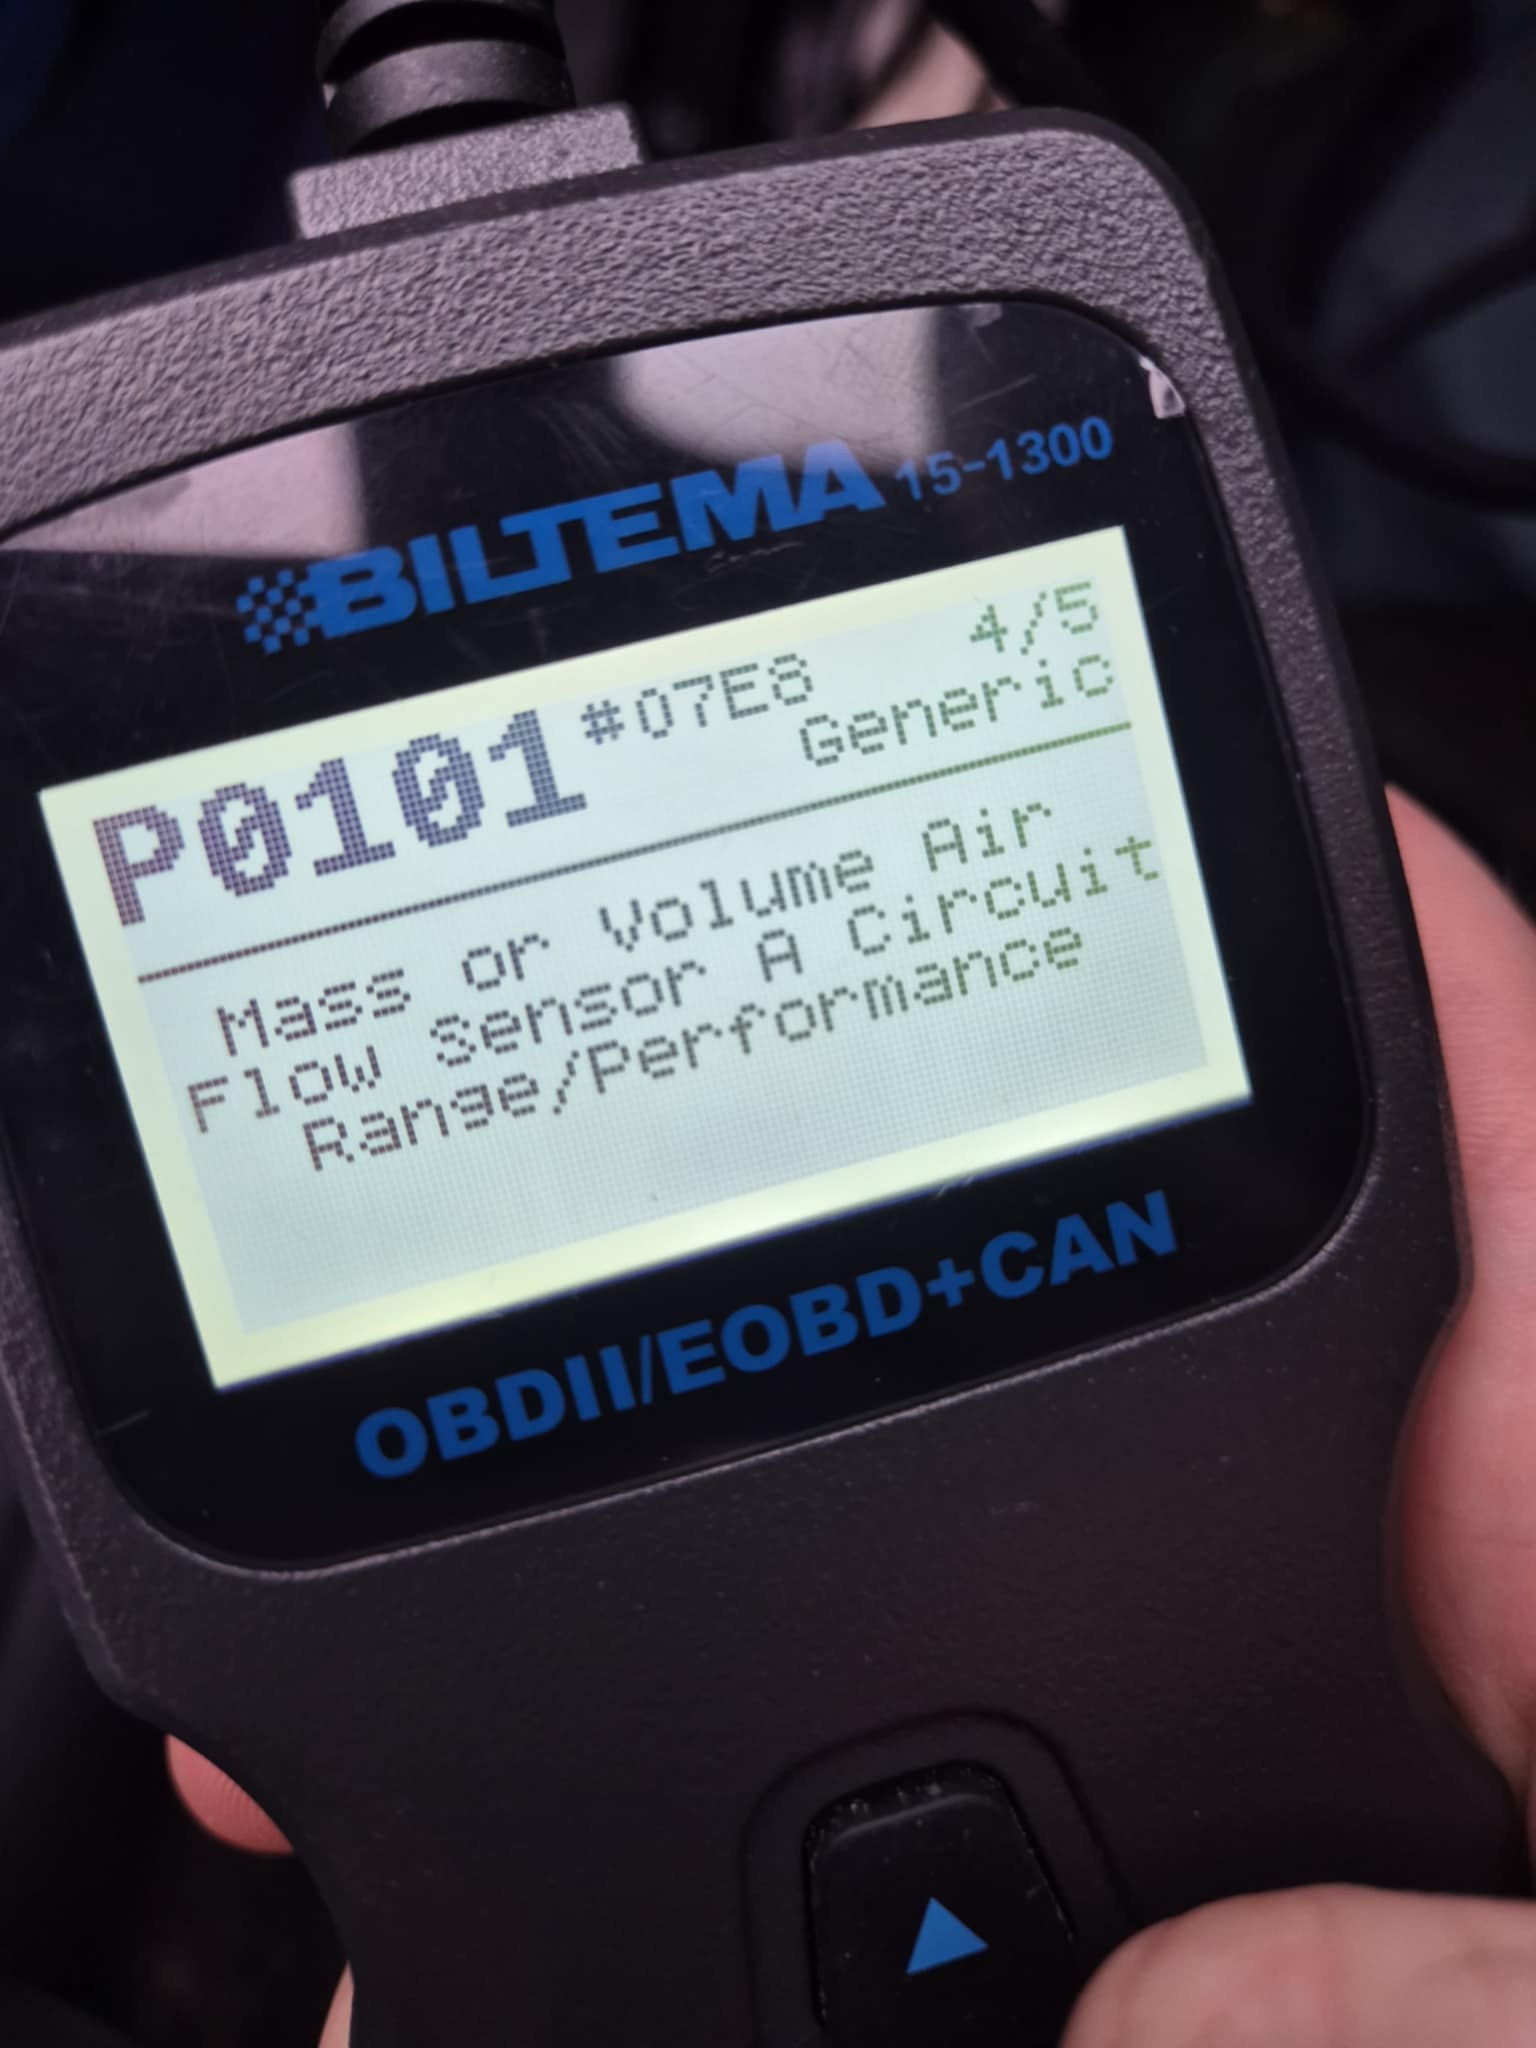 BILTEMA 15-1300
P0101 #07E8 4/5
Generic
Mass or Volume Air
Flow Sensor A Circuit
Range/Performance
OBDII/EOBD+CAN